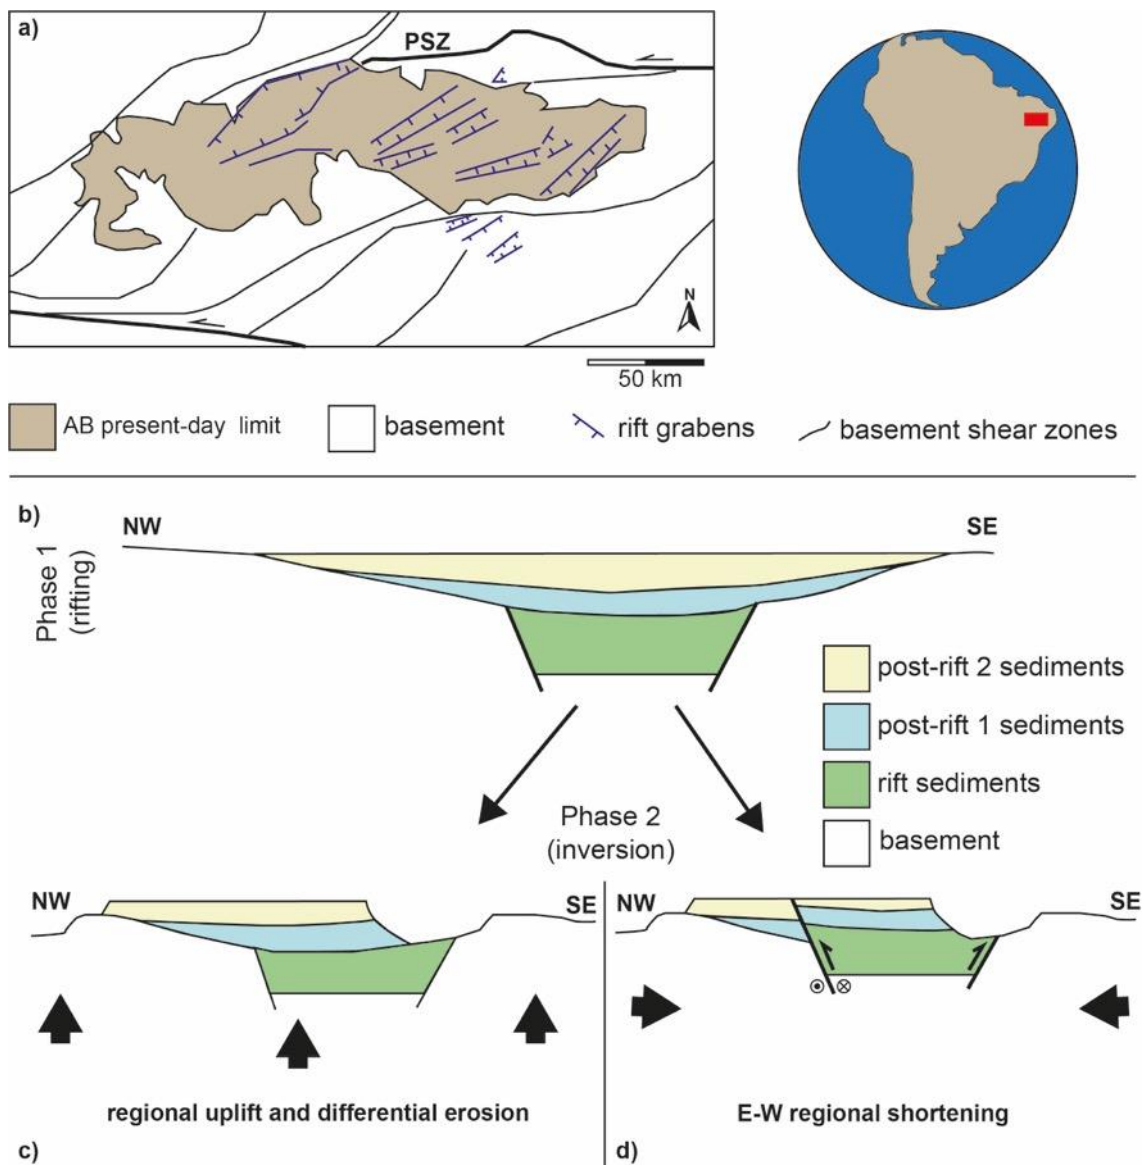 a)
PSZ
N
50 km
AB present-day limit
basement
rift grabens
basement shear zones
b)
NW
SE
Phase 1
(rifting)
post-rift 2 sediments
post-rift 1 sediments
rift sediments
basement
Phase 2
(inversion)
NW
SE
NW
SE
regional uplift and differential erosion
E-W regional shortening
c)
d)